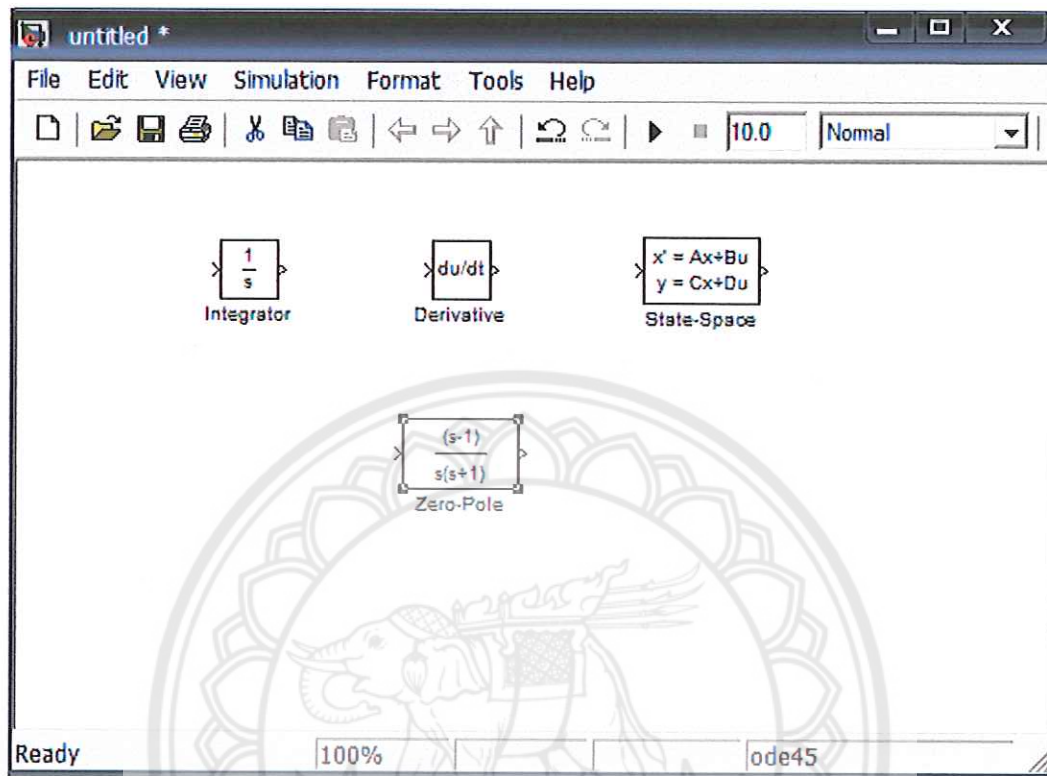 untitled *
File Edit View Simulation Format Tools Help
10.0 Normal
1
s
Integrator
du/dt
Derivative
x' = Ax+Bu
y = Cx+Du
State-Space
(s-1)
s(s+1)
Zero-Pole
Ready 100% ode45